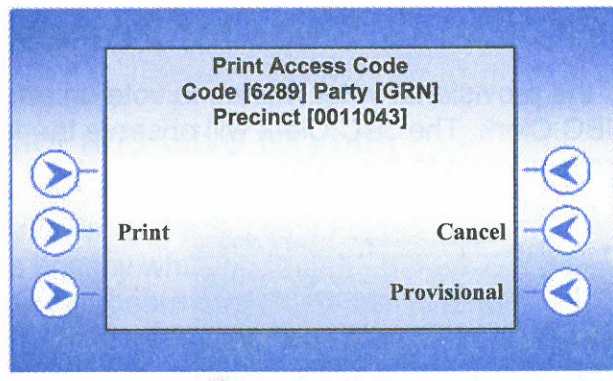 Print Access Code
Code [6289] Party [GRN]
Precinct [0011043]
Print Cancel
Provisional